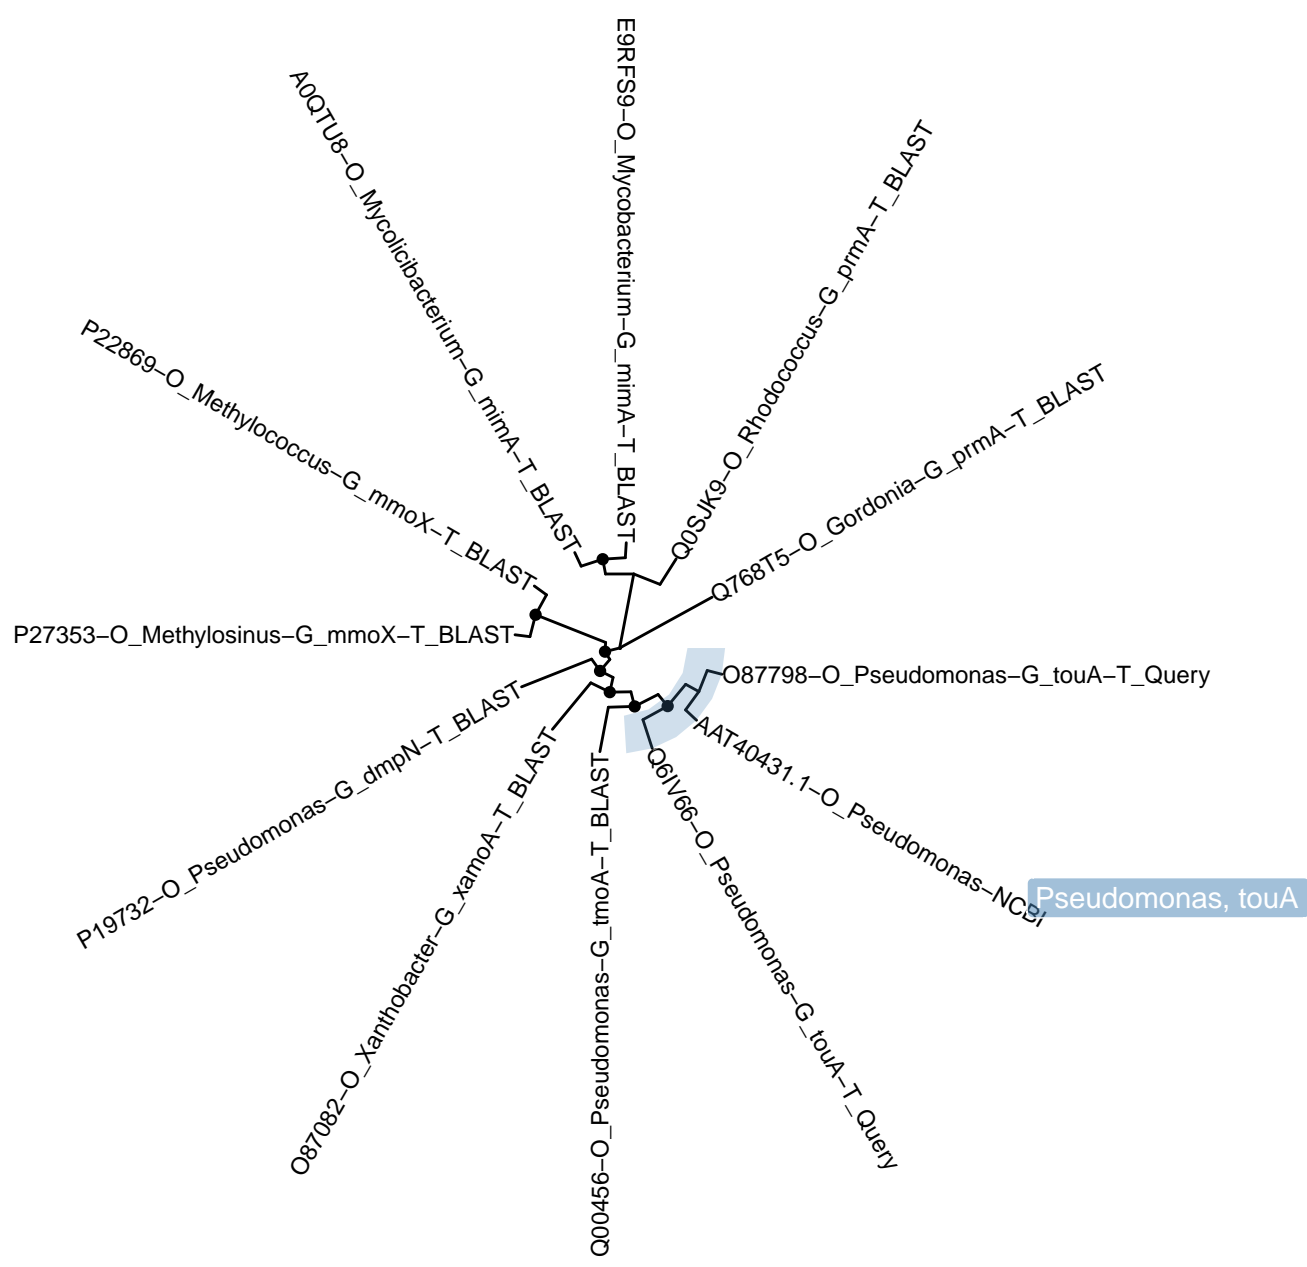 E9RFS9–O_Mycobacterium–G_mimA–T_BLAST
A0QTU8–O_Mycolicibacterium–G_mimA–T_BLAST
Q0SJK9–O_Rhodococcus–G_prmA–T_BLAST
P22869–O_Methylococcus–G_mmoX–T_BLAST
Q768T5–O_Gordonia–G_prmA–T_BLAST
P27353–O_Methylosinus–G_mmoX–T_BLAST
O87798–O_Pseudomonas–G_touA–T_Query
P19732–O_Pseudomonas–G_dmpN–T_BLAST
AAT40431.1–O_Pseudomonas–NCBI
Pseudomonas, touA
O87082–O_Xanthobacter–G_xamoA–T_BLAST
Q00456–O_Pseudomonas–G_tmoA–T_BLAST
Q6IV66–O_Pseudomonas–G_touA–T_Query